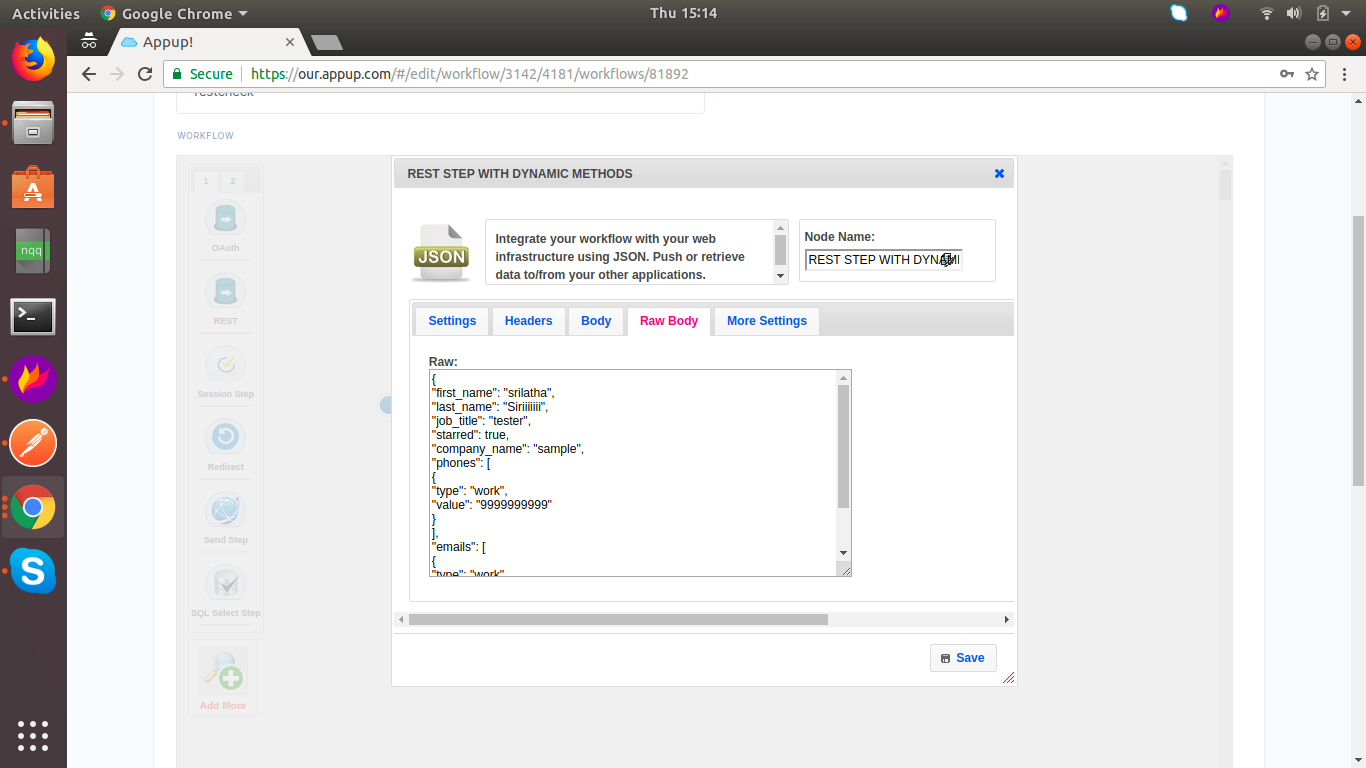 Activities
Google Chrome
Thu 15:14
Appup!
Secure
https://our.appup.com/#/edit/workflow/3142/4181/workflows/81892
Testcheck
WORKFLOW
REST STEP WITH DYNAMIC METHODS
1 2
OAuth
REST
Session Step
Redirect
Send Step
SQL Select Step
Add More
nqq
JSON
Integrate your workflow with your web
infrastructure using JSON. Push or retrieve
data to/from your other applications.
Node Name:
REST STEP WITH DYNAMI
Settings
Headers
Body
Raw Body
More Settings
Raw:
{
"first_name": "srilatha",
"last_name": "Siriiiiiii",
"job_title": "tester",
"starred": true,
"company_name": "sample",
"phones": [
{
"type": "work",
"value": "9999999999"
}
],
"emails": [
{
"type": "work"
Save